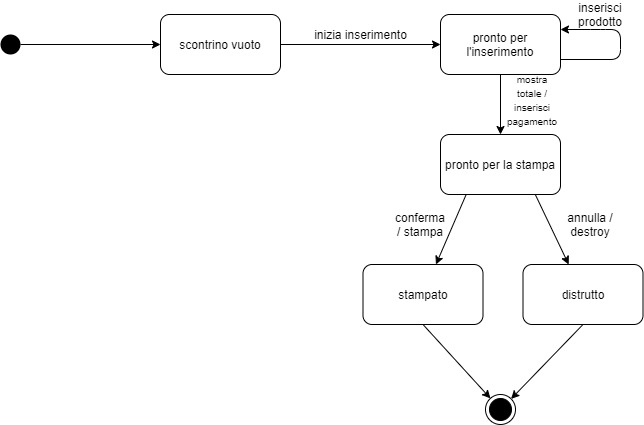 inserisci
prodotto
scontrino vuoto
inizia inserimento
pronto per
l'inserimento
mostra
totale /
inserisci
pagamento
pronto per la stampa
conferma
/ stampa
annulla /
destroy
stampato
distrutto